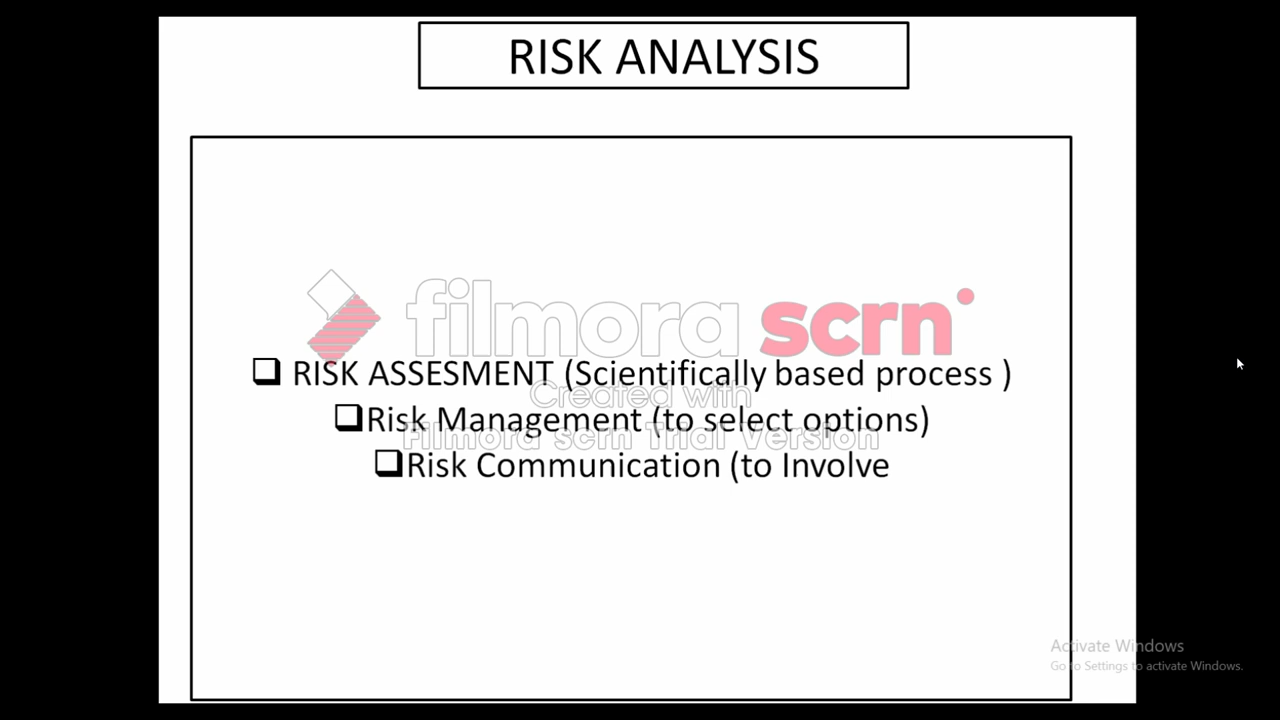 RISK ANALYSIS
filmora scrn
❑ RISK ASSESMENT (Scientifically based process )
Created with
❑Risk Management (to select options)
Filmora scrn Trial Version
❑Risk Communication (to Involve
Activate Windows
Go to Settings to activate Windows.